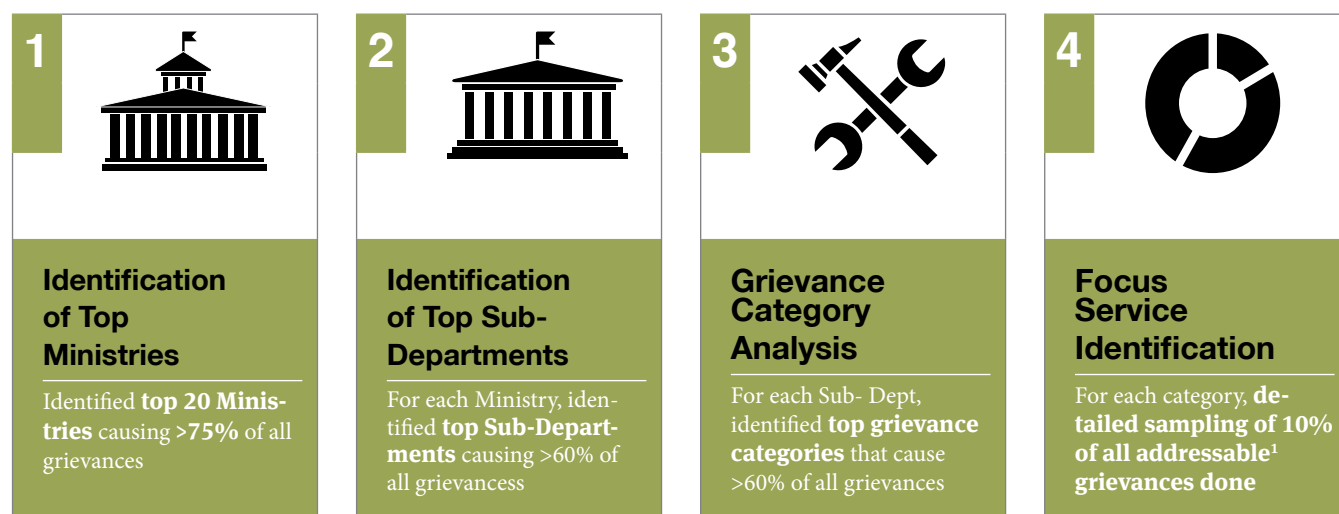 1
Identification
of Top
Ministries
Identified top 20 Minis-
tries causing >75% of all
grievances
2
Identification
of Top Sub-
Departments
For each Ministry, iden-
tified top Sub-Depart-
ments causing >60% of
all grievancess
3
Grievance
Category
Analysis
For each Sub- Dept,
identified top grievance
categories that cause
>60% of all grievances
4
Focus
Service
Identification
For each category, de-
tailed sampling of 10%
of all addressable¹
grievances done